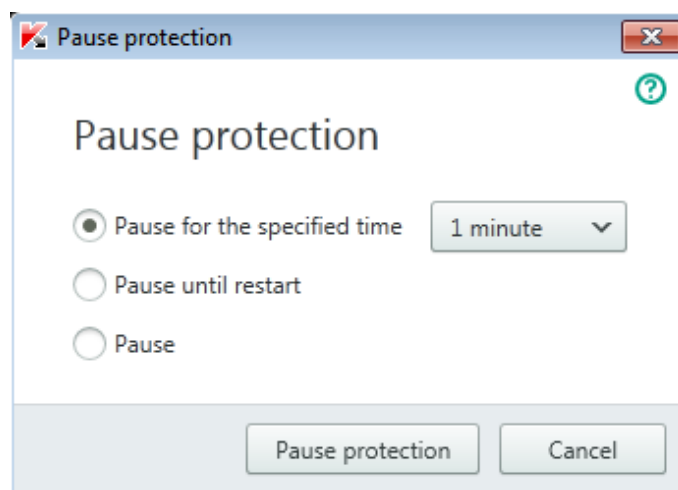 Pause protection
?
Pause protection
Pause for the specified time 1 minute
Pause until restart
Pause
Pause protection Cancel